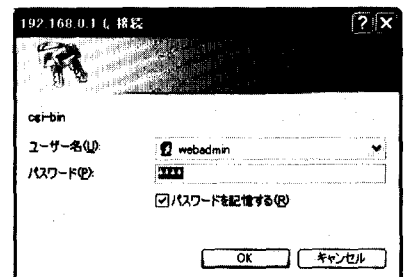 192.168.0.1 に接続
cgi-bin
ユーザー名(U):
webadmin
パスワード(P):
パスワードを記憶する(R)
OK
キャンセル